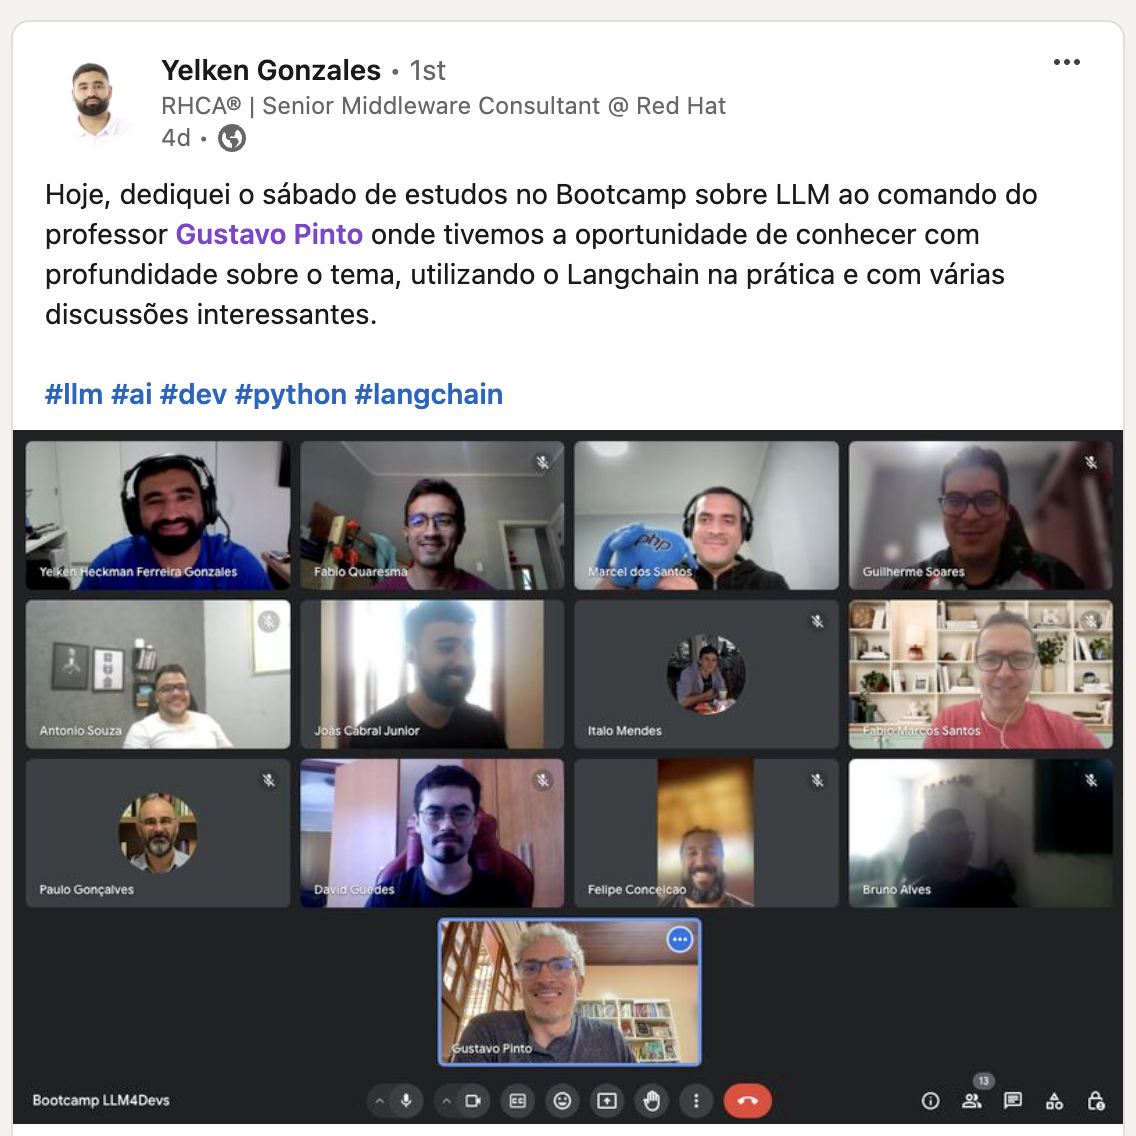 Yelken Gonzales • 1st
RHCA® | Senior Middleware Consultant @ Red Hat
4d •
Hoje, dediquei o sábado de estudos no Bootcamp sobre LLM ao comando do
professor Gustavo Pinto onde tivemos a oportunidade de conhecer com
profundidade sobre o tema, utilizando o Langchain na prática e com várias
discussões interessantes.
#llm #ai #dev #python #langchain
Yelken Heckman Ferreira Gonzales
Fabio Quaresma
php
Marcel dos Santos
Guilherme Soares
Antonio Souza
Joás Cabral Junior
Italo Mendes
Fabio Marcos Santos
Paulo Gonçalves
David Guedes
Felipe Conceicao
Bruno Alves
Gustavo Pinto
Bootcamp LLM4Devs
CC
13